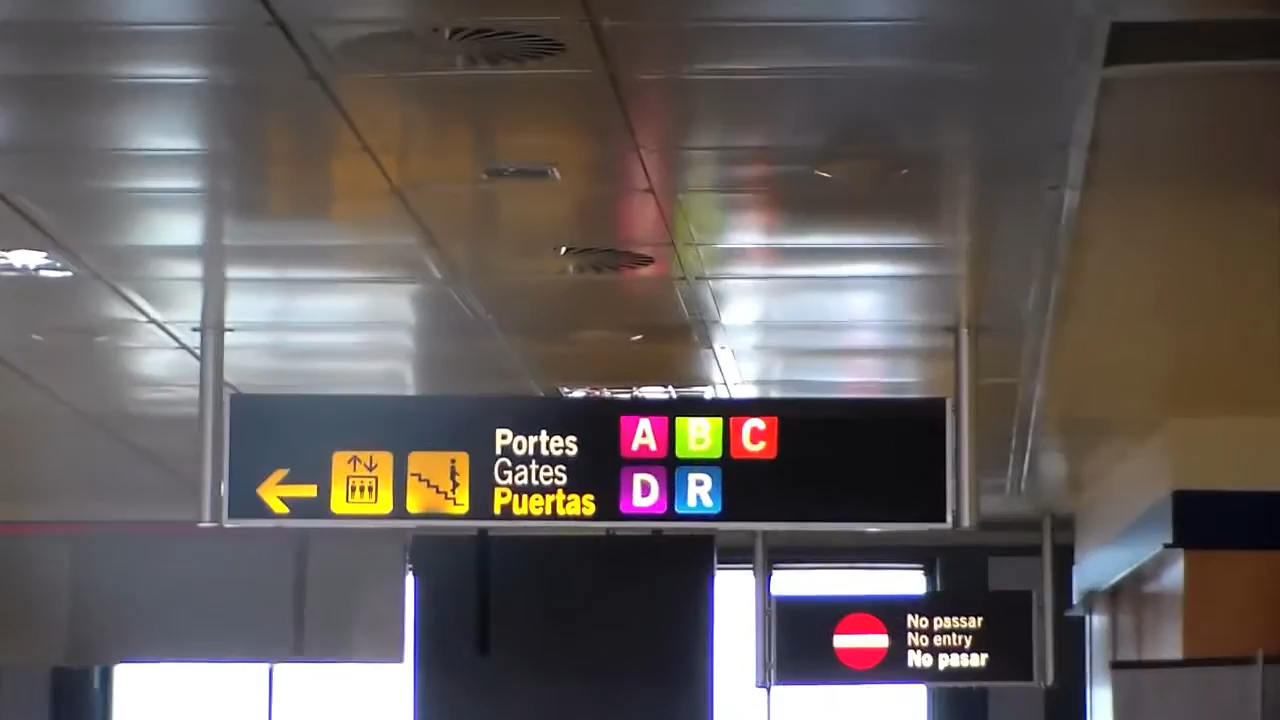 Portes
Gates
Puertas
A B C
D R
No passar
No entry
No pasar